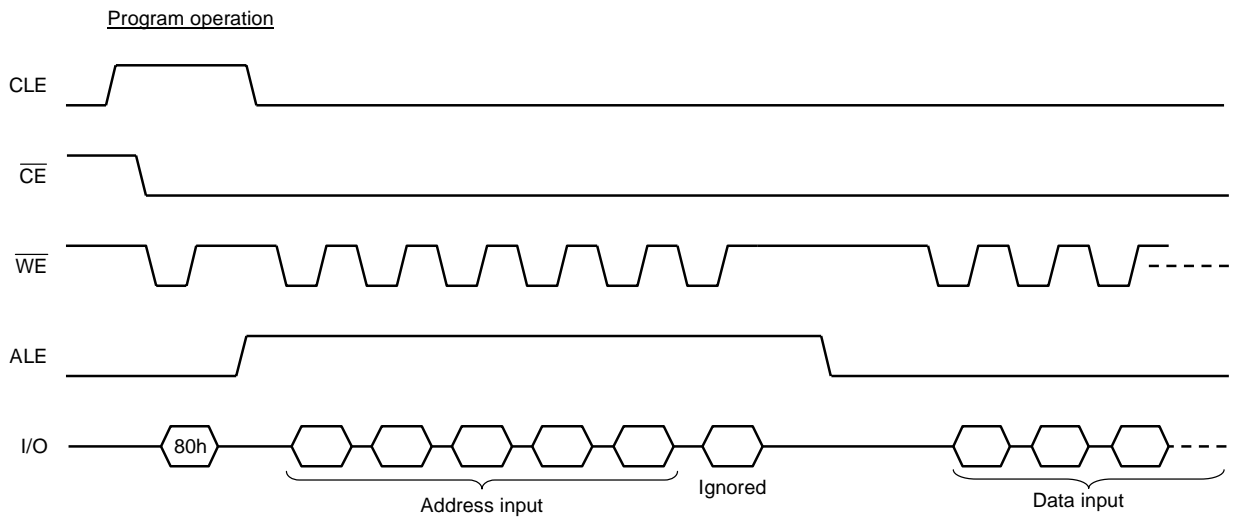 Program operation
CLE
CE
WE
ALE
I/O
80h
Address input
Ignored
Data input